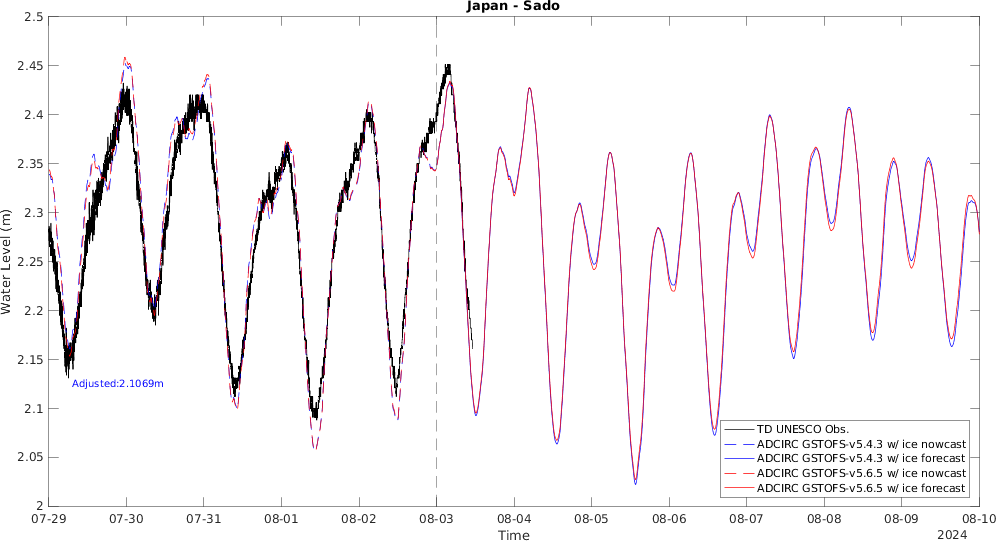 Japan - Sado
Water Level (m)
2.5
2.45
2.4
2.35
2.3
2.25
2.2
2.15
2.1
2.05
2
Adjusted:2.1069m
TD UNESCO Obs.
ADCIRC GSTOFS-v5.4.3 w/ ice nowcast
ADCIRC GSTOFS-v5.4.3 w/ ice forecast
ADCIRC GSTOFS-v5.6.5 w/ ice nowcast
ADCIRC GSTOFS-v5.6.5 w/ ice forecast
07-29 07-30 07-31 08-01 08-02 08-03 08-04 08-05 08-06 08-07 08-08 08-09 08-10
Time
2024